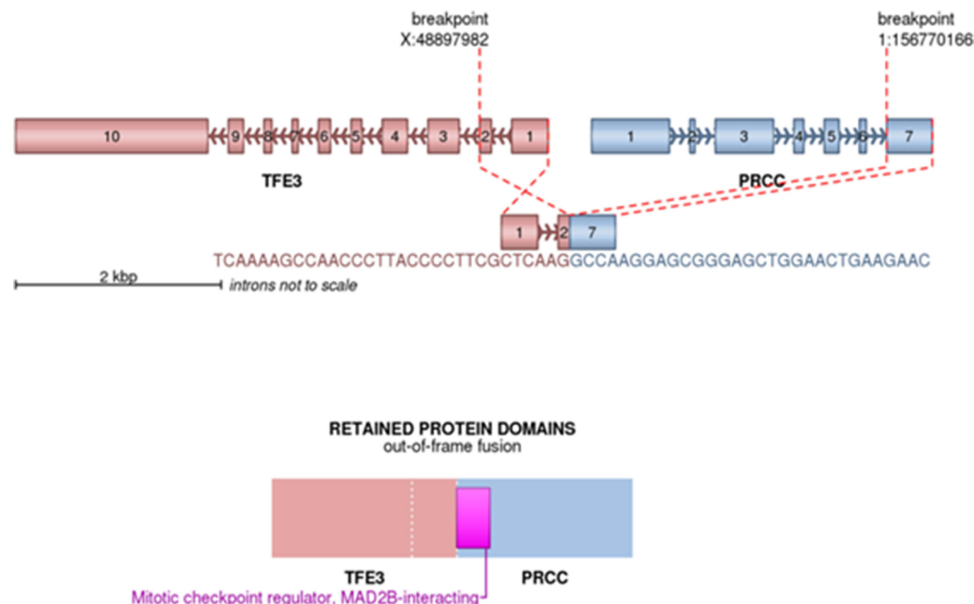 breakpoint
X:48897982
breakpoint
1:156770166
10 9 8 7 6 5 4 3 2 1
1 2 3 4 5 6 7
TFE3
PRCC
1 2 7
TCAAAAGCCAACCCTTACCCCTTCGCTCAAGGCCAAGGAGCGGGAGCTGGAACTGAAGAAC
2 kbp
introns not to scale
RETAINED PROTEIN DOMAINS
out-of-frame fusion
TFE3
PRCC
Mitotic checkpoint regulator, MAD2B-interacting